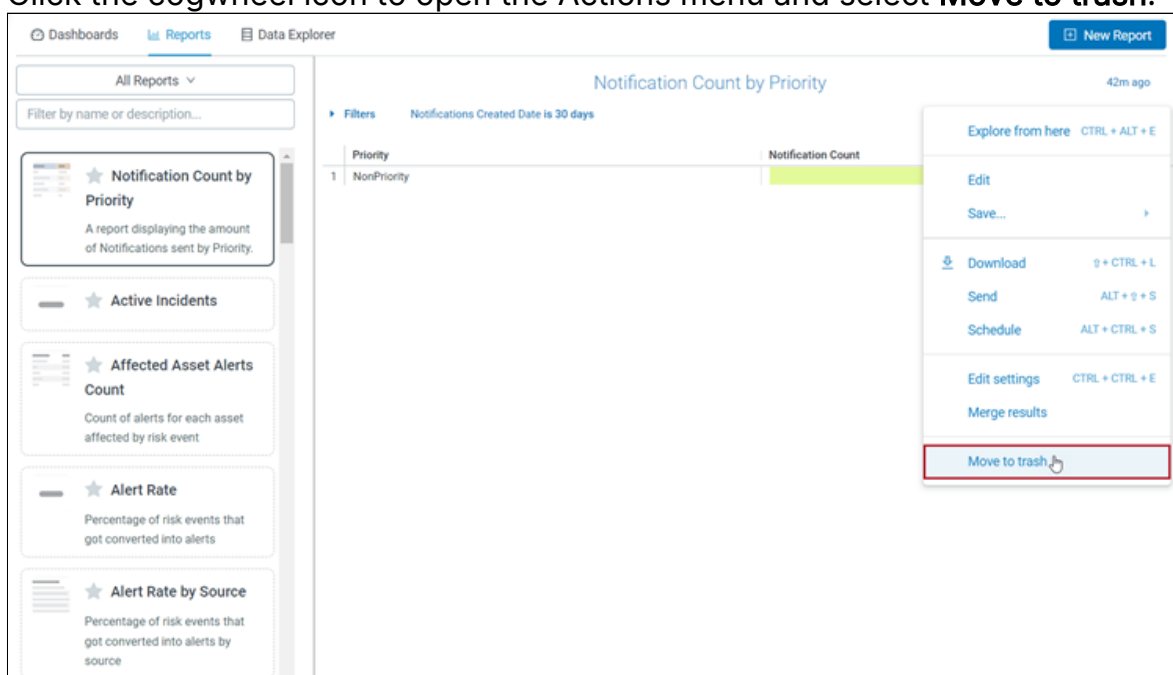 Click the cogwheel icon to open the Actions menu and select Move to trash.
Dashboards Reports Data Explorer New Report
All Reports
Filter by name or description...
Notification Count by
Priority
A report displaying the amount
of Notifications sent by Priority.
Active Incidents
Affected Asset Alerts
Count
Count of alerts for each asset
affected by risk event
Alert Rate
Percentage of risk events that
got converted into alerts
Alert Rate by Source
Percentage of risk events that
got converted into alerts by
source
Notification Count by Priority 42m ago
Filters Notifications Created Date is 30 days
Priority Notification Count
1 NonPriority
Explore from here CTRL + ALT + E
Edit
Save...
Download ⇧ + CTRL + L
Send ALT + ⇧ + S
Schedule ALT + CTRL + S
Edit settings CTRL + CTRL + E
Merge results
Move to trash